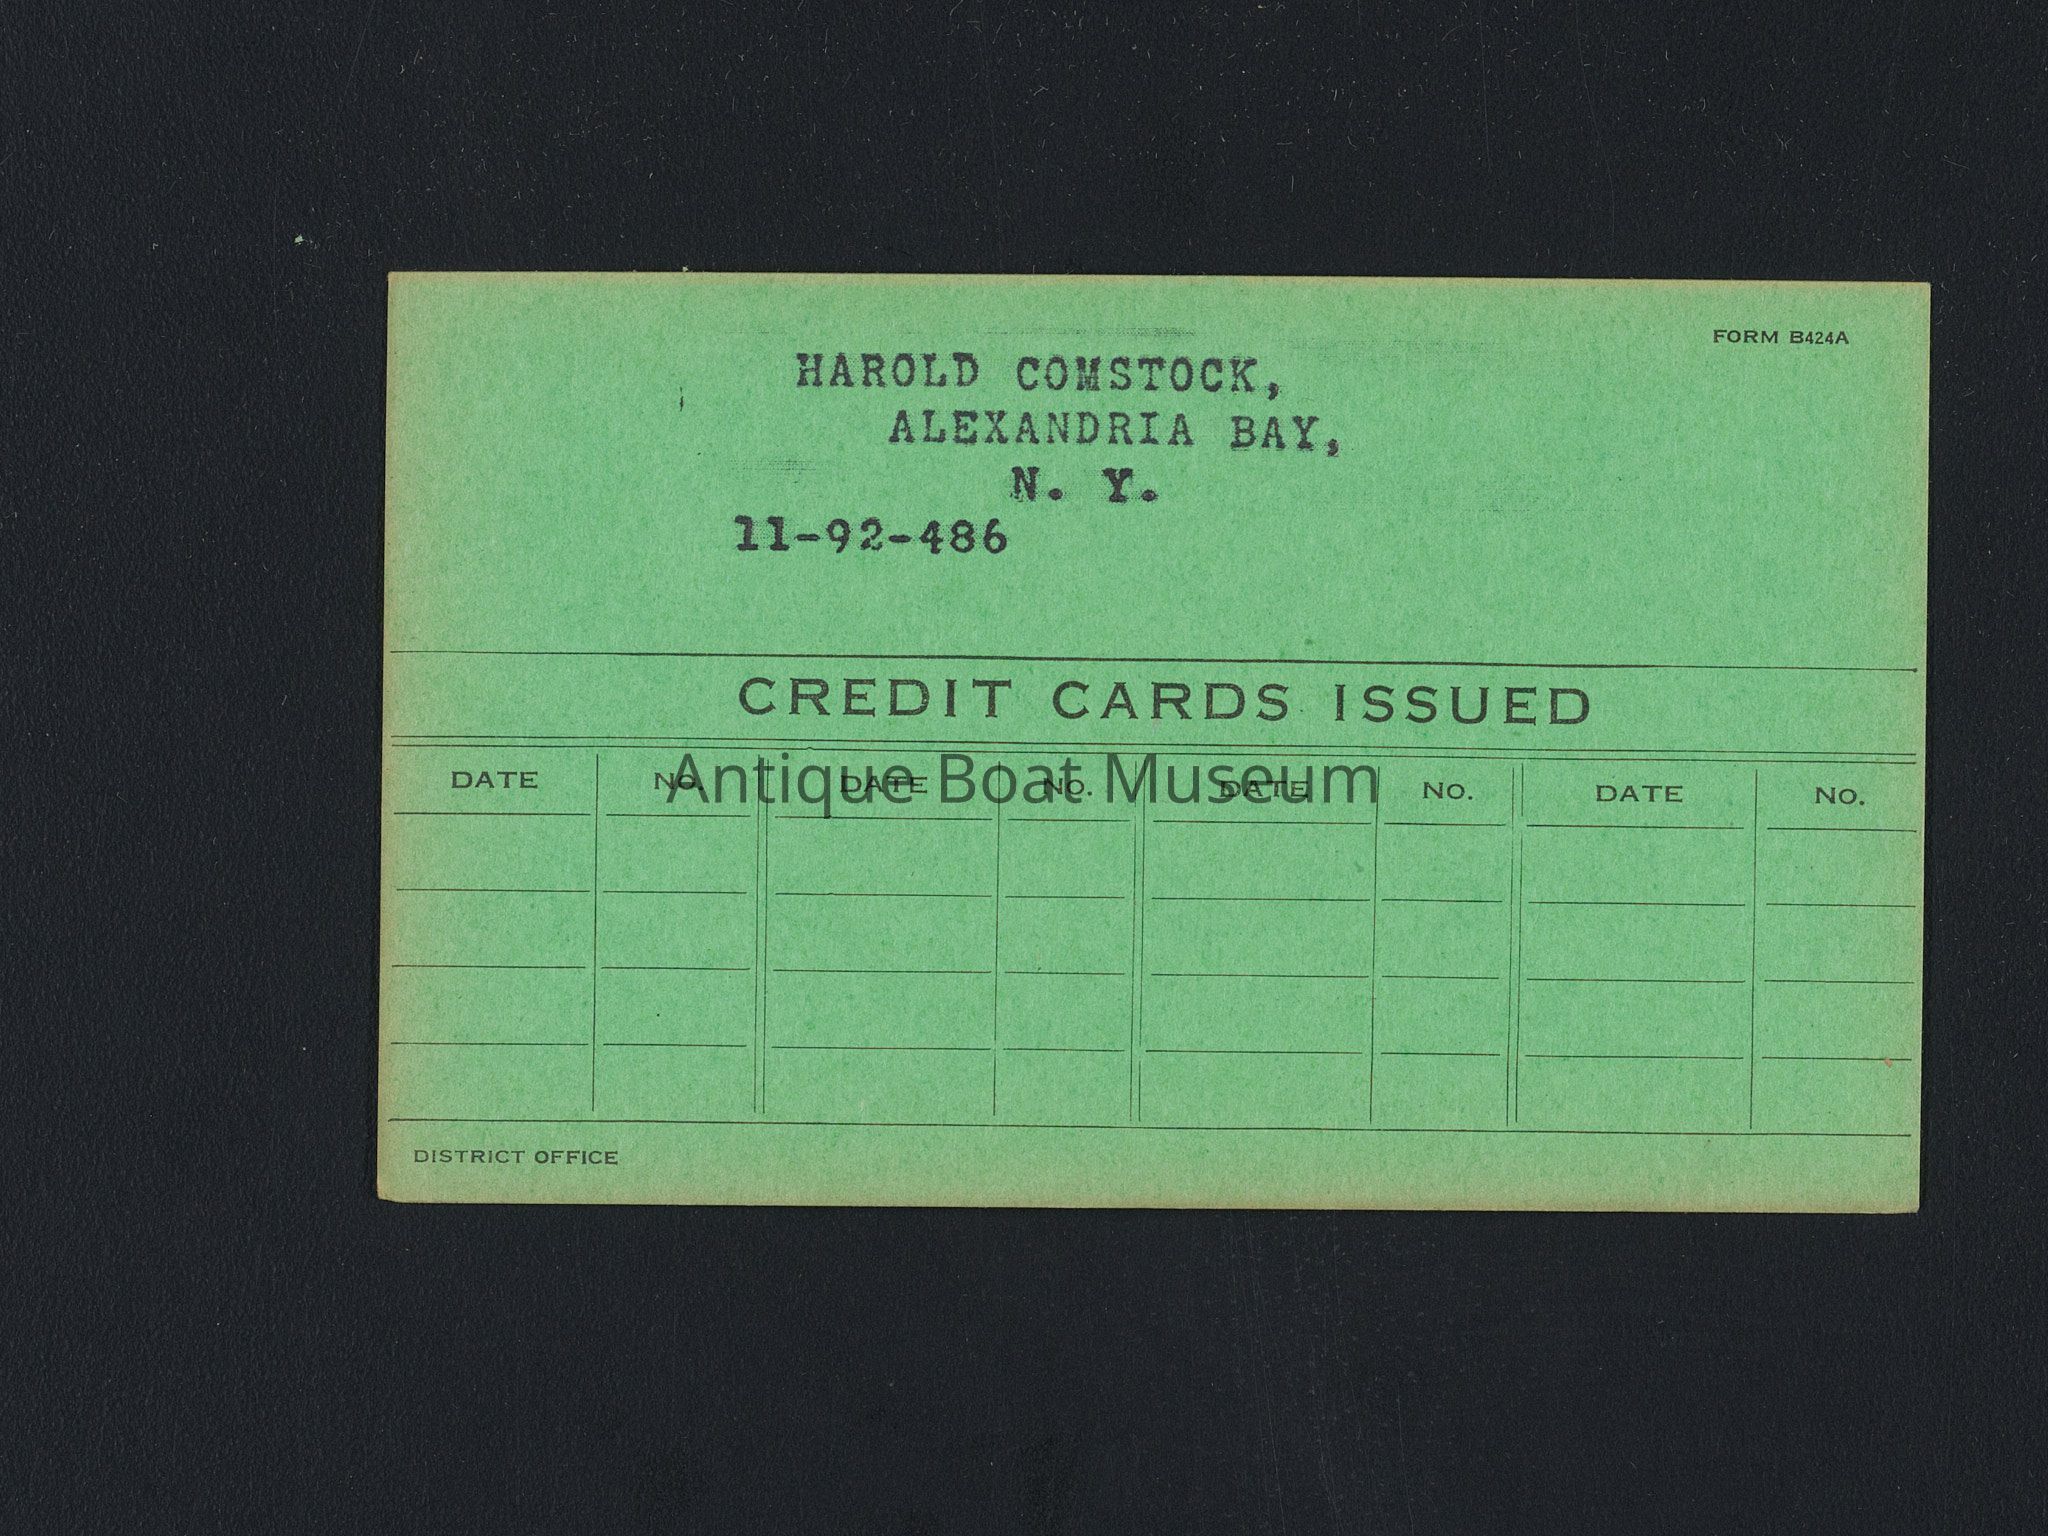 FORM B424A
HAROLD COMSTOCK,
ALEXANDRIA BAY,
N. Y.
11-92-486
CREDIT CARDS ISSUED
DATE No. DATE No. DATE No. DATE No.
Antique Boat Museum
DISTRICT OFFICE